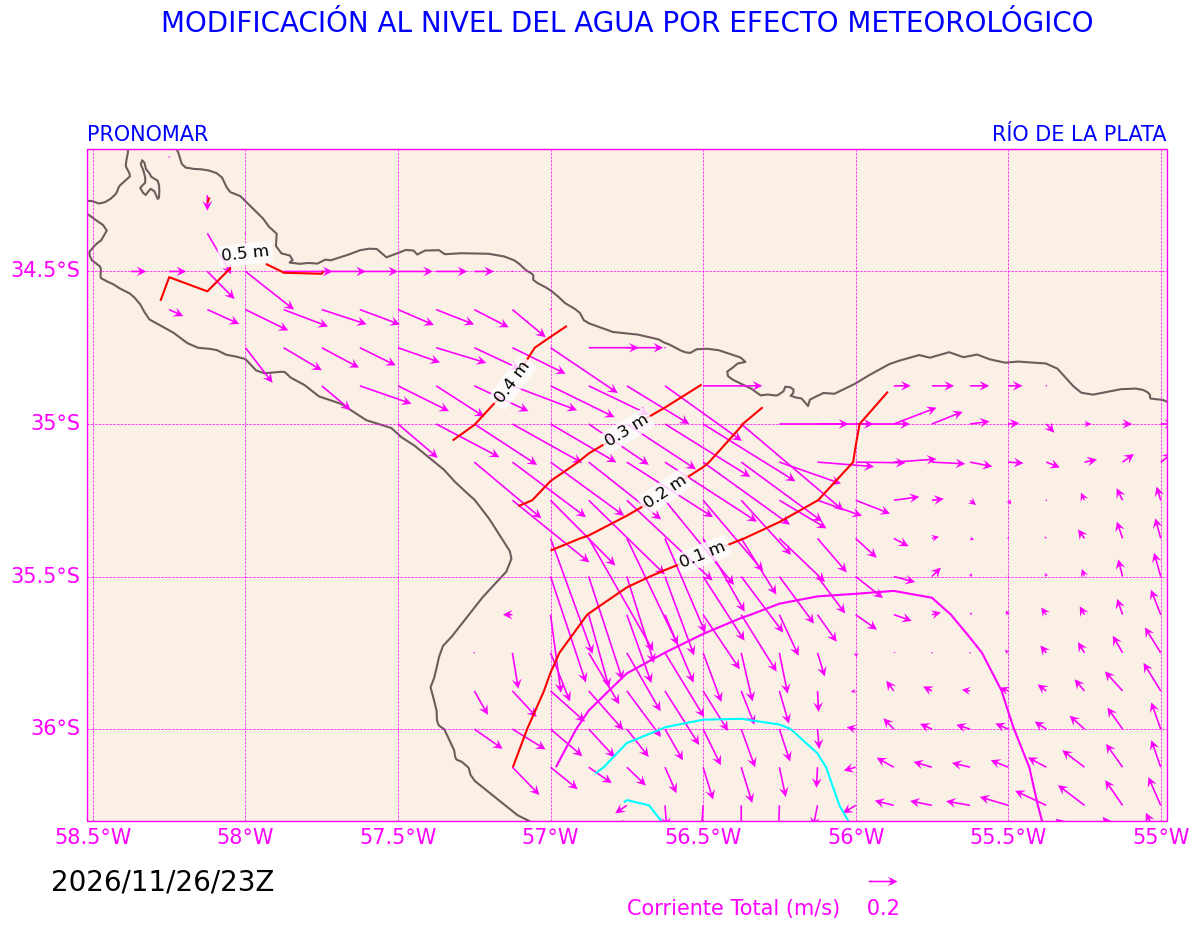 MODIFICACIÓN AL NIVEL DEL AGUA POR EFECTO METEOROLÓGICO
PRONOMAR
RÍO DE LA PLATA
0.5 m
34.5°S
0.4 m
35°S
0.3 m
0.2 m
0.1 m
35.5°S
36°S
58.5°W 58°W 57.5°W 57°W 56.5°W 56°W 55.5°W 55°W
2026/11/26/23Z
Corriente Total (m/s) 0.2